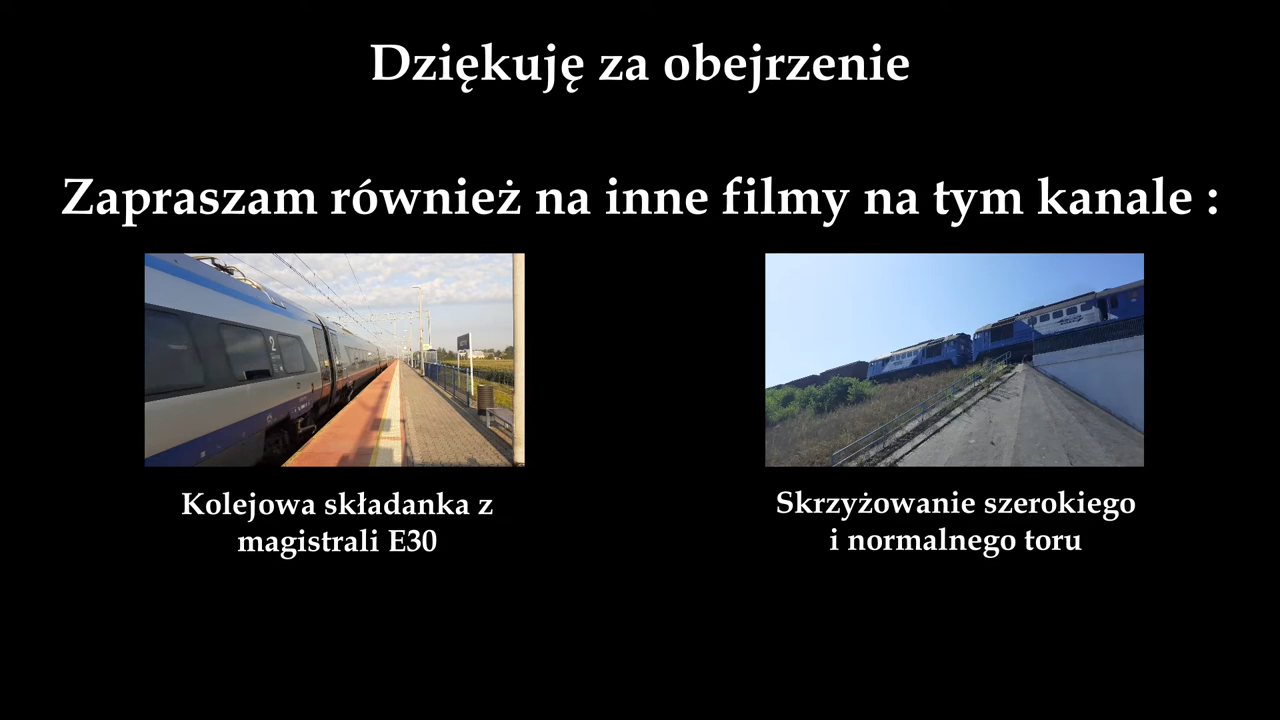 Dziękuję za obejrzenie
Zapraszam również na inne filmy na tym kanale :
2
Kolejowa składanka z
magistrali E30
Skrzyżowanie szerokiego
i normalnego toru